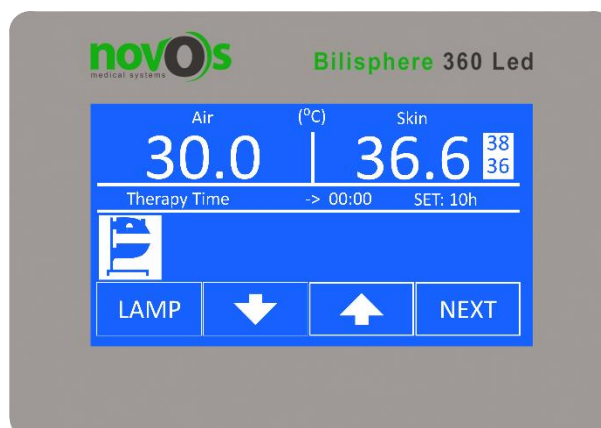 novOs
medical systems
Bilisphere 360 Led
Air (⁰C) Skin
30.0 36.6 38
36
Therapy Time -> 00:00 SET: 10h
LAMP NEXT